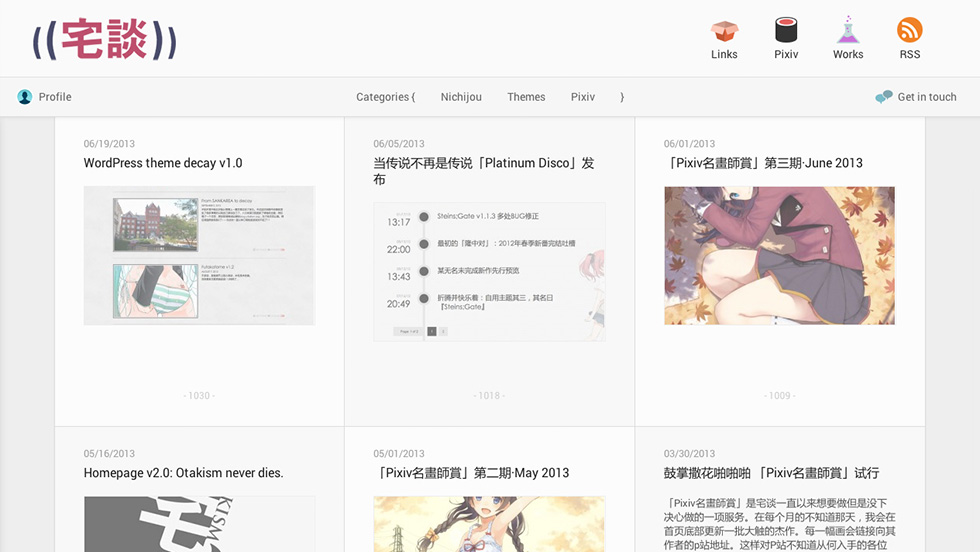 ((宅談))
Links
Pixiv
Works
RSS
Profile
Categories {
Nichijou
Themes
Pixiv
}
Get in touch
06/19/2013
WordPress theme decay v1.0
From SANKAREA to decay
Futakotame v1.2
- 1030 -
06/05/2013
当传说不再是传说「Platinum Disco」发
布
13:17
Steins;Gate v1.1.3 多处BUG修正
22:00
最初的「隆中对」：2012年春季新番完结吐槽
13:43
某无名未完成新作先行预览
20:49
折腾并快乐着：自用主题其三，其名曰
『Steins;Gate』
Page 1 of 2
1
2
- 1018 -
06/01/2013
「Pixiv名畫師賞」第三期·June 2013
- 1009 -
05/16/2013
Homepage v2.0: Otakism never dies.
05/01/2013
「Pixiv名畫師賞」第二期·May 2013
03/30/2013
鼓掌撒花啪啪啪 「Pixiv名畫師賞」试行
「Pixiv名畫師賞」是宅谈一直以来想要做但是没下
决心做的一项服务。在每个月的不知道那天，我会在
首页底部更新一批大触的杰作。每一幅画会链接向其
作者的p站地址。这样对P站不知道从何入手的各位